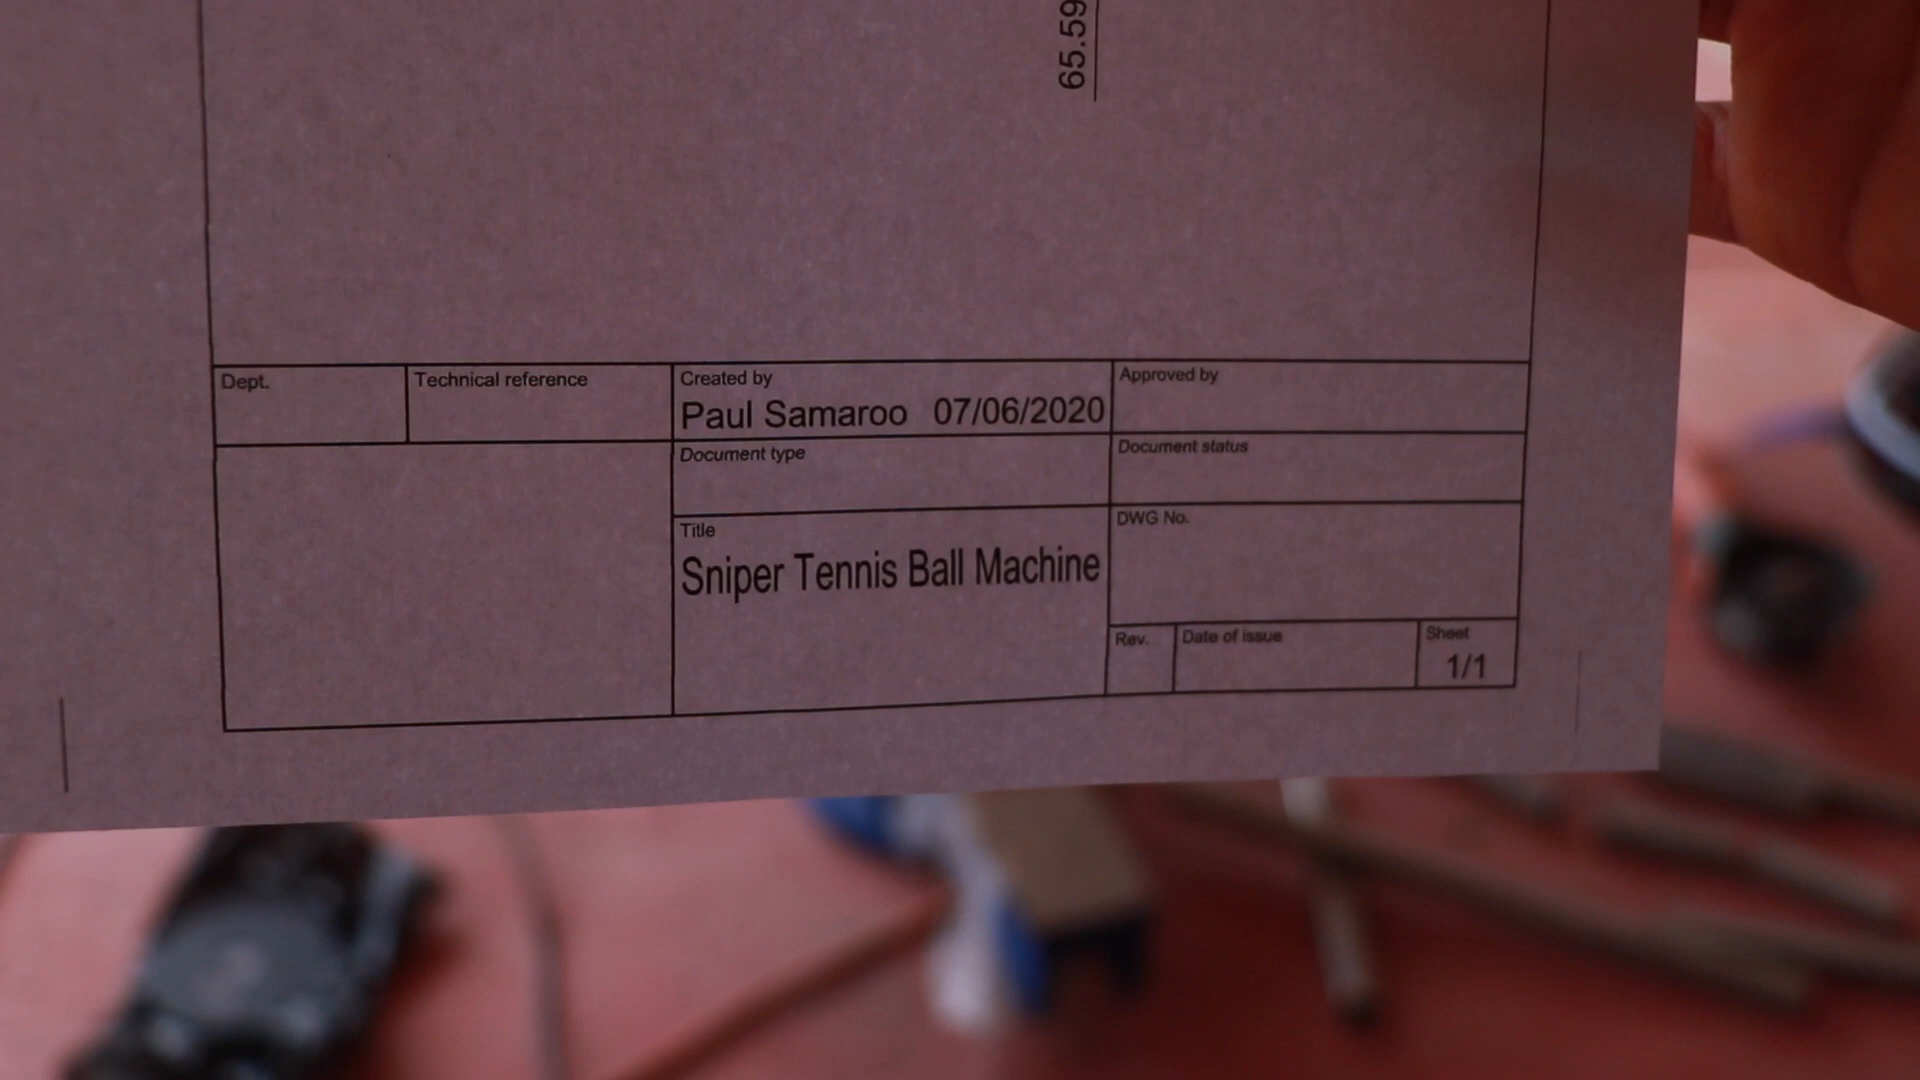 65.59
Dept.
Technical reference
Created by
Paul Samaroo 07/06/2020
Approved by
Document type
Document status
Title
Sniper Tennis Ball Machine
DWG No.
Rev.
Date of issue
Sheet
1/1